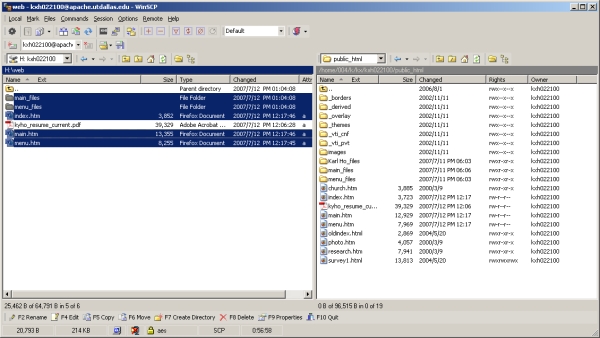 web - kxh022100@apache.utdallas.edu - WinSCP
Local Mark Files Commands Session Options Remote Help
Default
kxh022100@apach
H: kxh022100
public_html
H:\web
Name Ext Size Type Changed Attr
.. Parent directory 2007/7/12 PM 01:04:08
main_files File Folder 2007/7/12 PM 01:04:08
menu_files File Folder 2007/7/12 PM 01:04:08
index.htm 3,852 Firefox Document 2007/7/12 PM 12:17:46 a
kyho_resume_current.pdf 39,329 Adobe Acrobat ... 2007/7/12 PM 12:06:28 a
main.htm 13,355 Firefox Document 2007/7/12 PM 12:17:46 a
menu.htm 8,255 Firefox Document 2007/7/12 PM 12:17:45 a
25,462 B of 64,791 B in 5 of 6
Name Ext Size Changed Rights Owner
.. 2006/8/1 rwx--x--x kxh022100
_borders 2002/11/11 rwx--x--x kxh022100
_derived 2002/11/11 rwx--x--x kxh022100
_overlay 2002/11/11 rwx--x--x kxh022100
_themes 2002/11/11 rwx--x--x kxh022100
_vti_cnf 2002/11/11 rwx--x--x kxh022100
_vti_pvt 2002/11/11 rwx--x--x kxh022100
images 2002/11/11 rwx--x--x kxh022100
Karl Ho_files 2007/7/11 PM 06:03 rwxr-xr-x kxh022100
main_files 2007/7/11 PM 06:03 rwxr-xr-x kxh022100
menu_files 2007/7/11 PM 06:03 rwxr-xr-x kxh022100
church.htm 3,885 2000/3/9 rwxr-xr-x kxh022100
index.htm 3,723 2007/7/12 PM 12:17 rw-r--r-- kxh022100
kyho_resume_cu... 39,329 2007/7/12 PM 12:06 rw-r--r-- kxh022100
main.htm 12,929 2007/7/12 PM 12:17 rw-r--r-- kxh022100
menu.htm 7,969 2007/7/12 PM 12:17 rw-r--r-- kxh022100
oldindex.html 2,869 2004/5/20 rwxr-xr-x kxh022100
photo.htm 4,057 2000/3/9 rwxr-xr-x kxh022100
research.htm 7,941 2000/3/9 rwxr-xr-x kxh022100
survey1.html 13,813 2004/5/20 rwxrwxrwx kxh022100
0 B of 96,515 B in 0 of 19
F2 Rename F4 Edit F5 Copy F6 Move F7 Create Directory F8 Delete F9 Properties F10 Quit
20,793 B 214 KB aes SCP 0:56:58